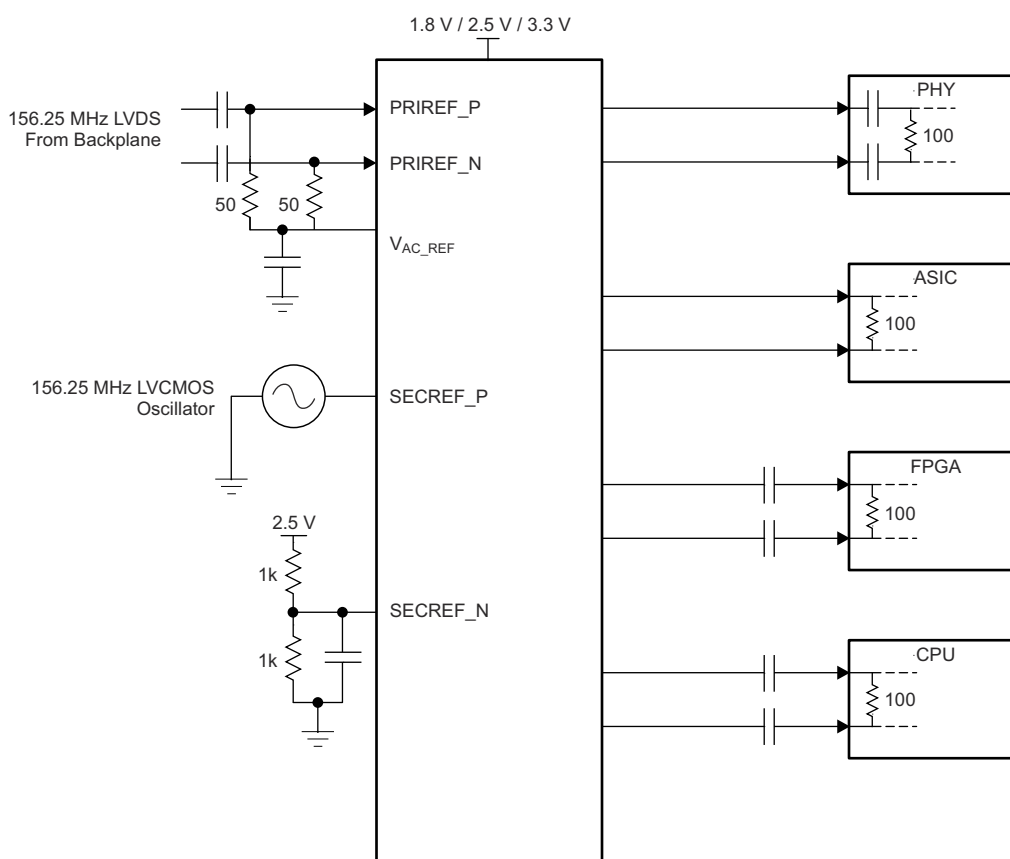 1.8 V / 2.5 V / 3.3 V
156.25 MHz LVDS
From Backplane
PRIREF_P
PRIREF_N
50
50
VAC_REF
156.25 MHz LVCMOS
Oscillator
SECREF_P
2.5 V
1k
SECREF_N
1k
PHY
100
ASIC
100
FPGA
100
CPU
100